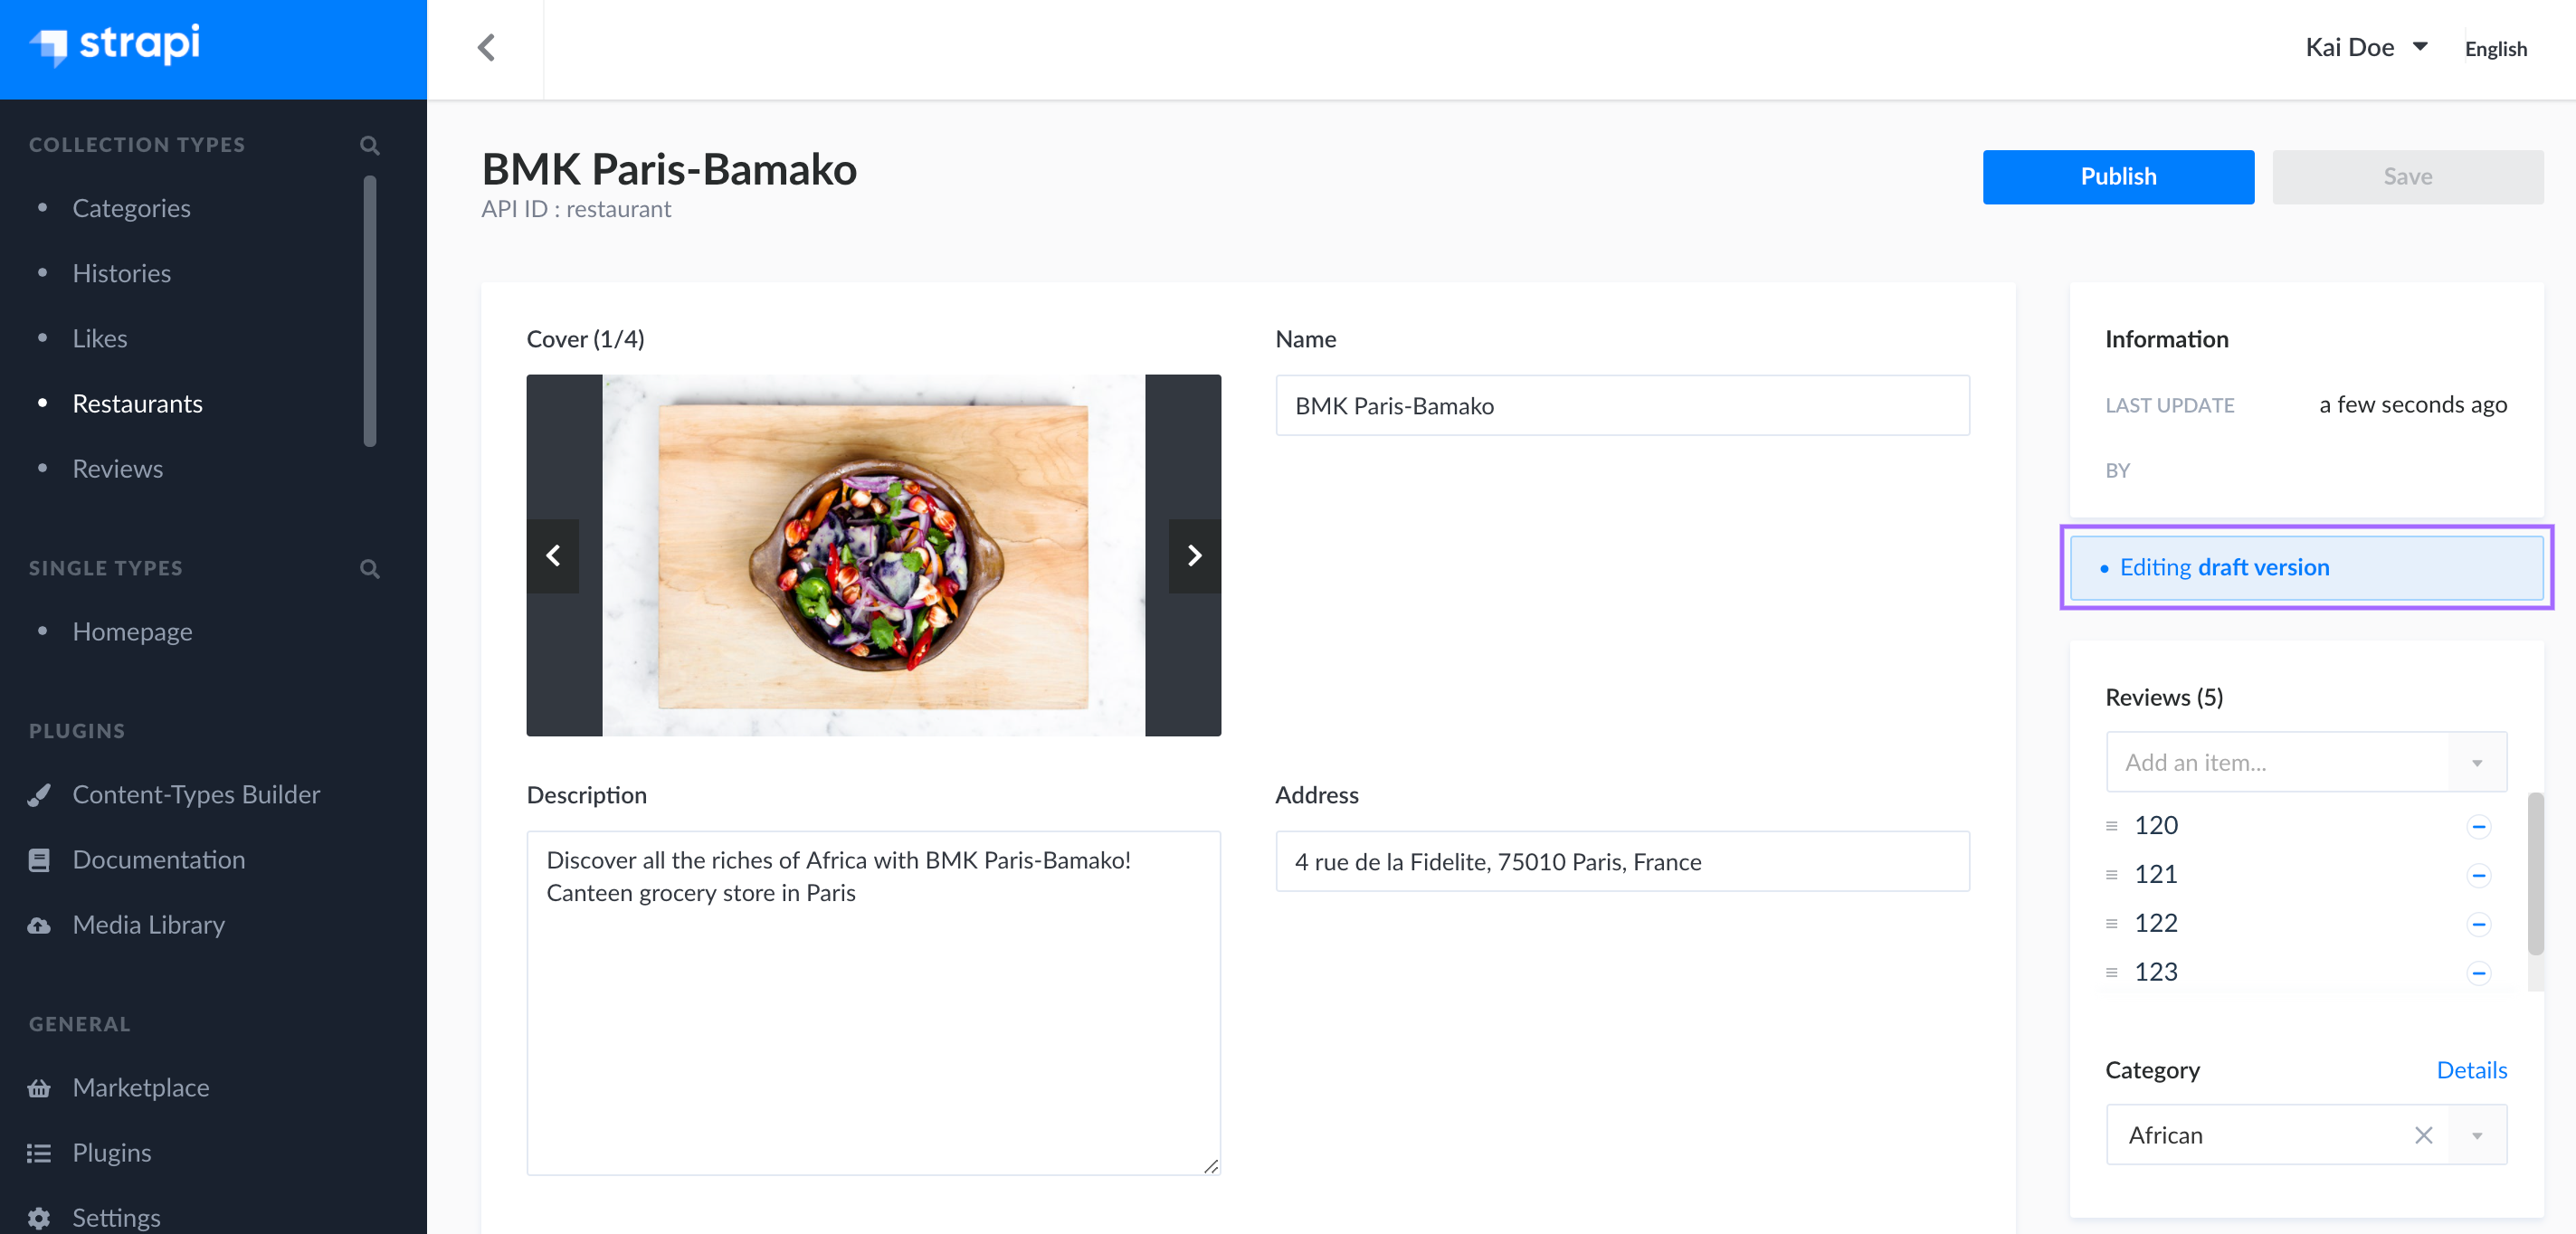 strapi
Kai Doe
English
COLLECTION TYPES
Categories
Histories
Likes
Restaurants
Reviews
SINGLE TYPES
Homepage
PLUGINS
Content-Types Builder
Documentation
Media Library
GENERAL
Marketplace
Plugins
Settings
BMK Paris-Bamako
API ID : restaurant
Publish
Save
Cover (1/4)
Name
BMK Paris-Bamako
Description
Discover all the riches of Africa with BMK Paris-Bamako!
Canteen grocery store in Paris
Address
4 rue de la Fidelite, 75010 Paris, France
Information
LAST UPDATE a few seconds ago
BY
Editing draft version
Reviews (5)
Add an item...
120
121
122
123
Category Details
African